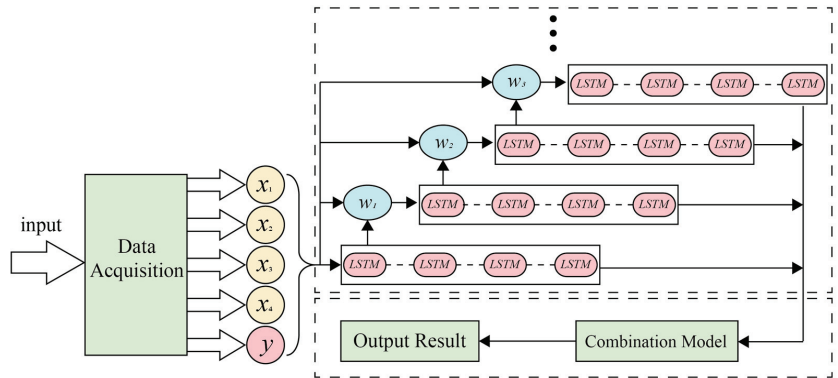 w₃
LSTM LSTM LSTM LSTM
w₂
LSTM LSTM LSTM LSTM
w₁
LSTM LSTM LSTM LSTM
LSTM LSTM LSTM LSTM
input
Data
Acquisition
x₁
x₂
x₃
x₄
y
Output Result
Combination Model